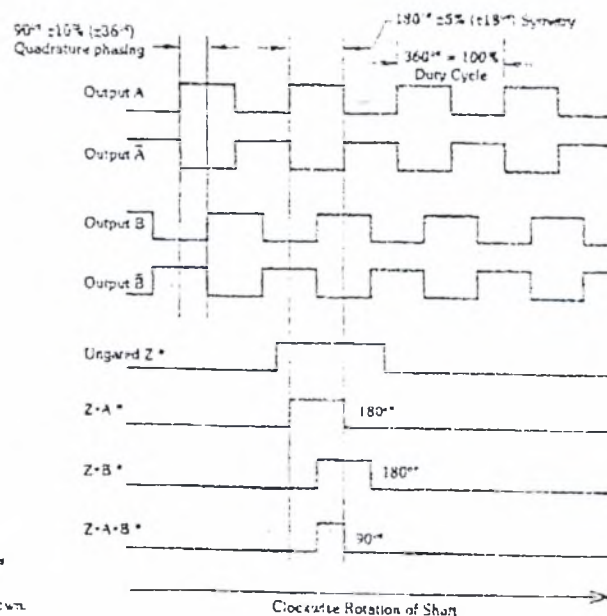 90°ᵉ ±10% (±36°ᵉ)
Quadrature phasing
180°ᵉ ±5% (±18°ᵉ) Symetry
360°ᵉ = 100%
Duty Cycle
Output A
Output A̅
Output B
Output B̅
Ungated Z *
Z+A *
180°ᵉ
Z+B *
180°ᵉ
Z+A+B *
90°ᵉ
Clockwise Rotation of Shaft